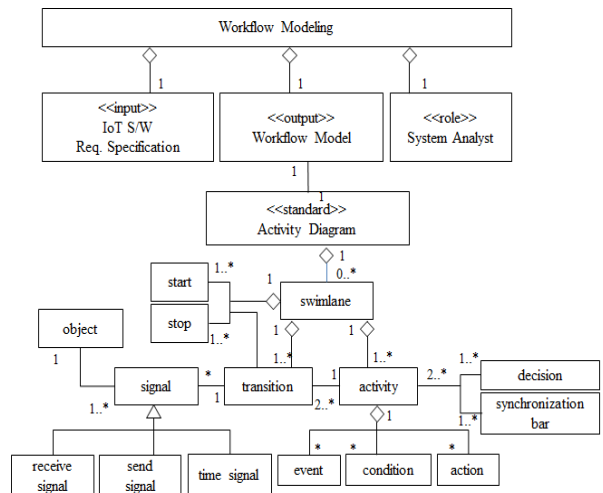 Workflow Modeling
1
1
1
<<input>>
IoT S/W
Req. Specification
<<output>>
Workflow Model
<<role>>
System Analyst
1
1
<<standard>>
Activity Diagram
1
0..*
start
1..*
1
swimlane
stop
1..*
1
1
object
1
1..*
1..*
signal
*
1
transition
1
2..*
activity
2..*
1..*
decision
synchronization
bar
1..*
1..*
1
receive
signal
send
signal
time signal
event
*
condition
*
action
*